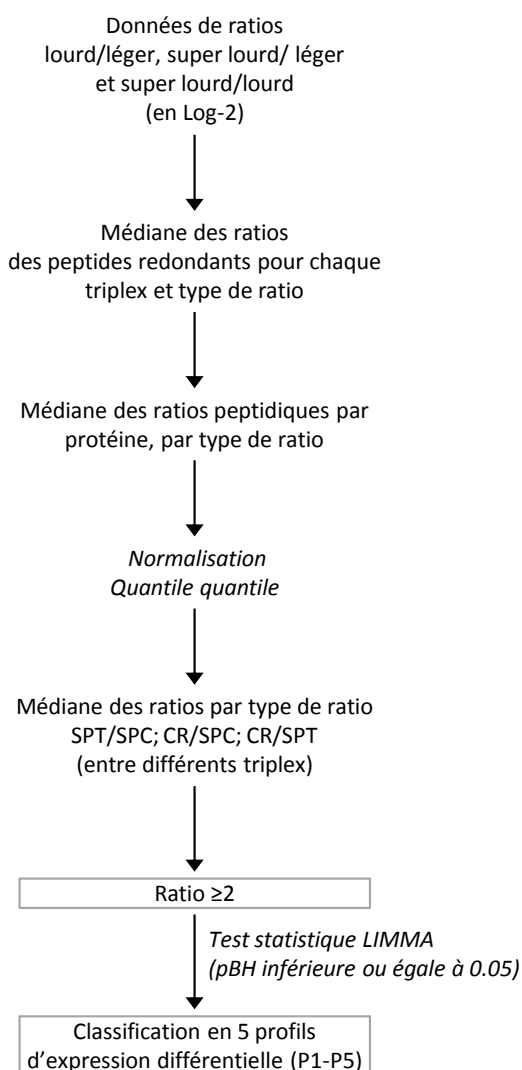 Données de ratios
lourd/léger, super lourd/ léger
et super lourd/lourd
(en Log-2)
Médiane des ratios
des peptides redondants pour chaque
triplex et type de ratio
Médiane des ratios peptidiques par
protéine, par type de ratio
Normalisation
Quantile quantile
Médiane des ratios par type de ratio
SPT/SPC; CR/SPC; CR/SPT
(entre différents triplex)
Ratio ≥2
Test statistique LIMMA
(pBH inférieure ou égale à 0.05)
Classification en 5 profils
d’expression différentielle (P1-P5)